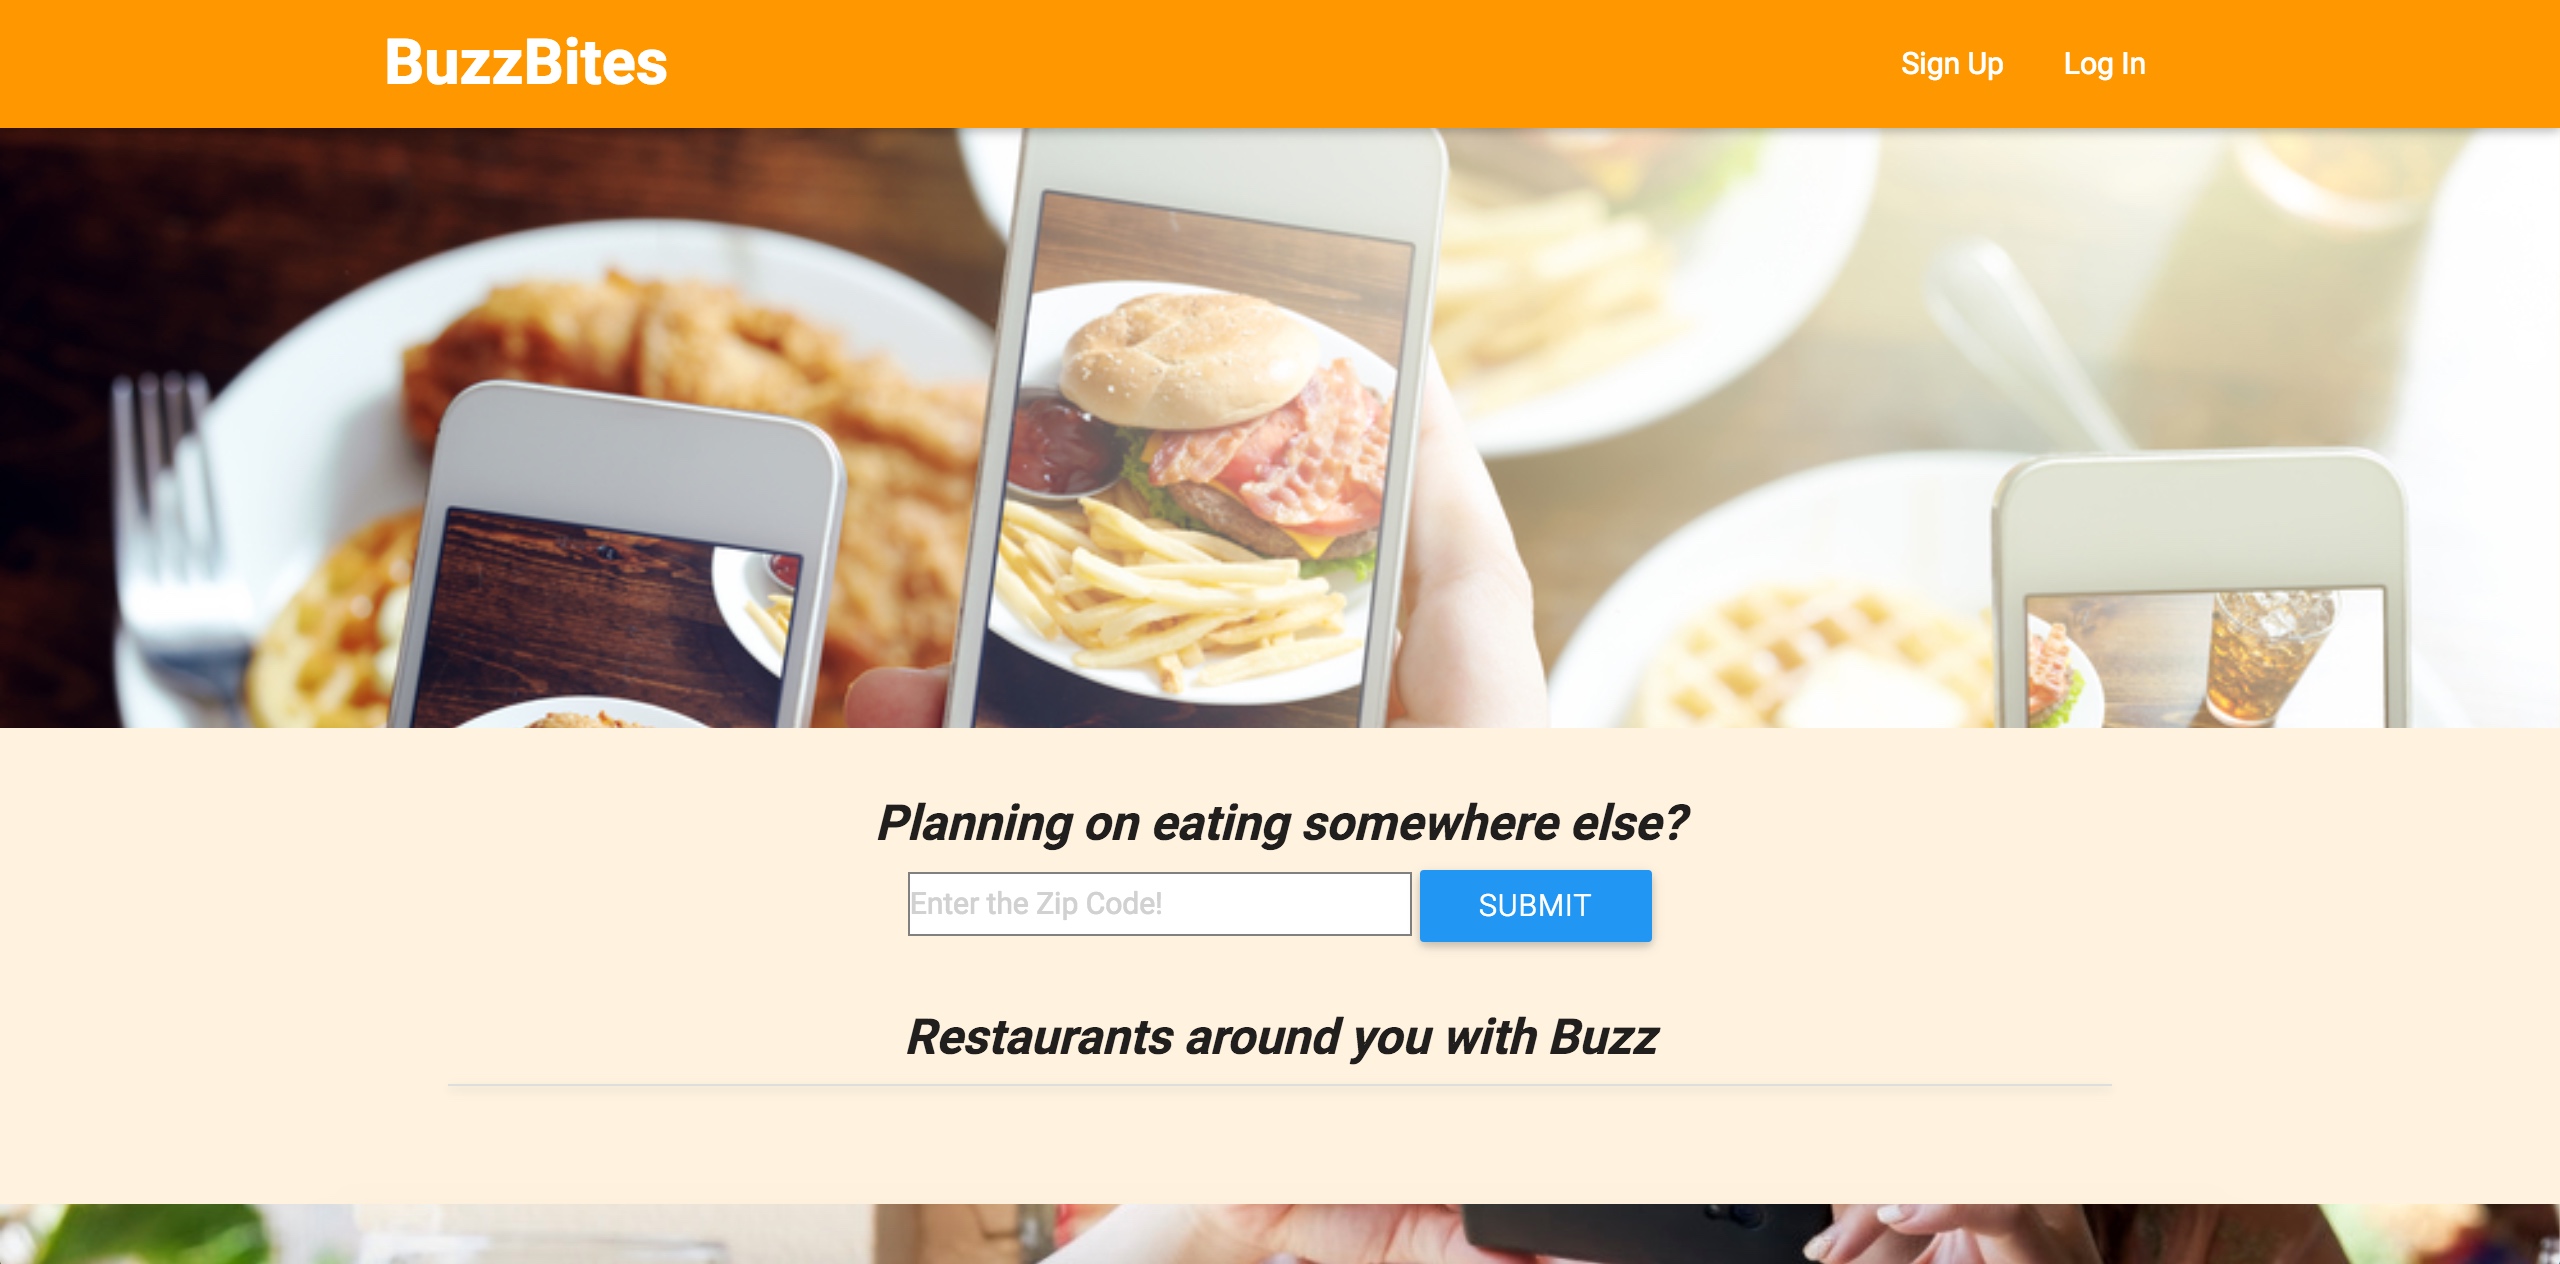 BuzzBites
Sign Up Log In
Planning on eating somewhere else?
Enter the Zip Code!
SUBMIT
Restaurants around you with Buzz